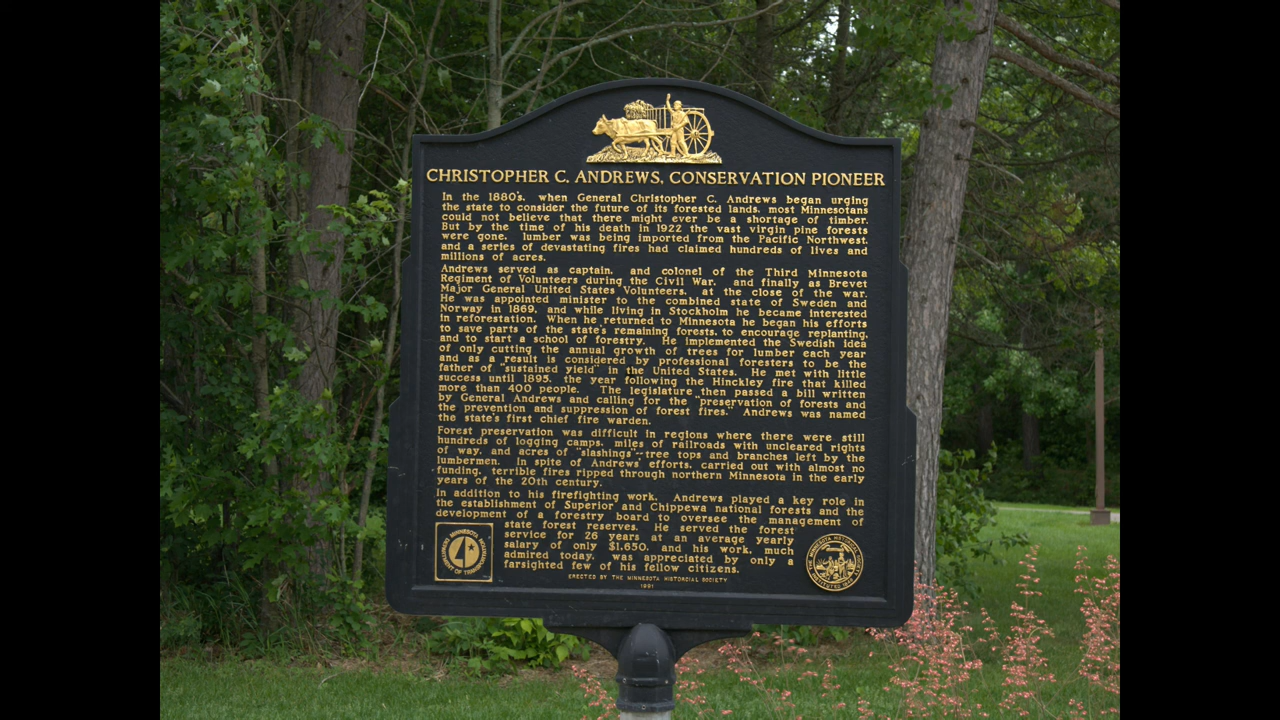 CHRISTOPHER C. ANDREWS, CONSERVATION PIONEER
In the 1880's, when General Christopher C. Andrews began urging
the state to consider the future of its forested lands, most Minnesotans
could not believe that there might ever be a shortage of timber.
But by the time of his death in 1922 the vast virgin pine forests
were gone, lumber was being imported from the Pacific Northwest,
and a series of devastating fires had claimed hundreds of lives and
millions of acres.
Andrews served as captain, and colonel of the Third Minnesota
Regiment of Volunteers during the Civil War, and finally as Brevet
Major General United States Volunteers, at the close of the war.
He was appointed minister to the combined state of Sweden and
Norway in 1869, and while living in Stockholm he became interested
in reforestation. When he returned to Minnesota he began his efforts
to save parts of the state's remaining forests, to encourage replanting,
and to start a school of forestry. He implemented the Swedish idea
of only cutting the annual growth of trees for lumber each year
and as a result is considered by professional foresters to be the
father of "sustained yield" in the United States. He met with little
success until 1895, the year following the Hinckley fire that killed
more than 400 people. The legislature then passed a bill written
by General Andrews and calling for the "preservation of forests and
the prevention and suppression of forest fires." Andrews was named
the state's first chief fire warden.
Forest preservation was difficult in regions where there were still
hundreds of logging camps, miles of railroads with uncleared rights
of way, and acres of "slashings"--tree tops and branches left by the
lumbermen. In spite of Andrews' efforts, carried out with almost no
funding, terrible fires ripped through northern Minnesota in the early
years of the 20th century.
In addition to his firefighting work, Andrews played a key role in
the establishment of Superior and Chippewa national forests and the
development of a forestry board to oversee the management of
state forest reserves. He served the forest
service for 26 years at an average yearly
salary of only $1,650, and his work, much
admired today, was appreciated by only a
farsighted few of his fellow citizens.
ERECTED BY THE MINNESOTA HISTORCIAL SOCIETY
1991
MINNESOTA
DEPARTMENT OF TRANSPORTATION
MINNESOTA HISTORICAL SOCIETY